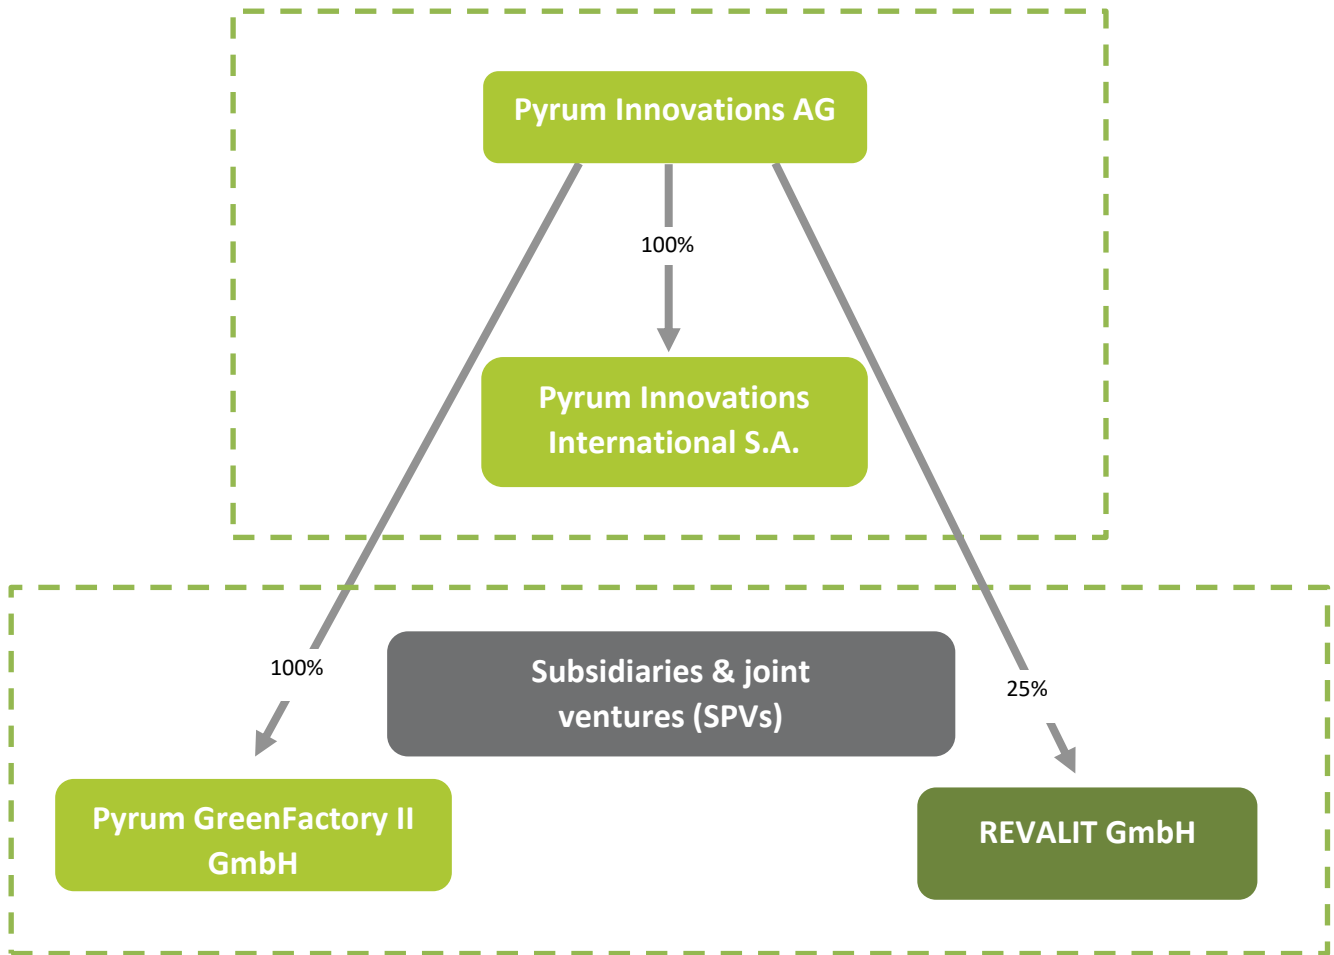 Pyrum Innovations AG
100%
Pyrum Innovations
International S.A.
100%
Subsidiaries & joint
ventures (SPVs)
25%
Pyrum GreenFactory II
GmbH
REVALIT GmbH